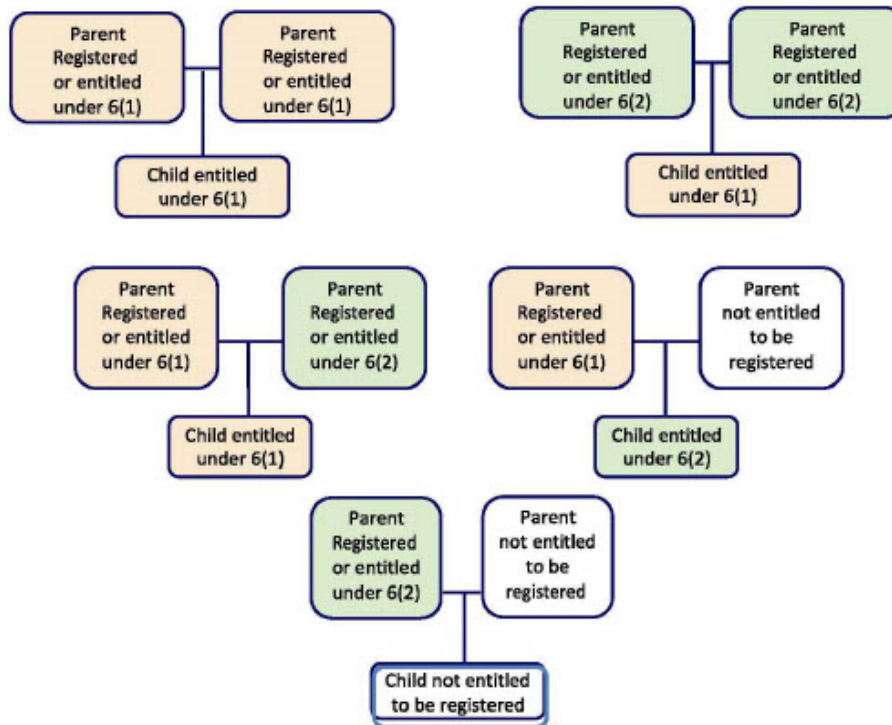 Parent
Registered
or entitled
under 6(1)
Parent
Registered
or entitled
under 6(1)
Child entitled
under 6(1)
Parent
Registered
or entitled
under 6(2)
Parent
Registered
or entitled
under 6(2)
Child entitled
under 6(1)
Parent
Registered
or entitled
under 6(1)
Parent
Registered
or entitled
under 6(2)
Child entitled
under 6(1)
Parent
Registered
or entitled
under 6(1)
Parent
not entitled
to be
registered
Child entitled
under 6(2)
Parent
Registered
or entitled
under 6(2)
Parent
not entitled
to be
registered
Child not entitled
to be registered